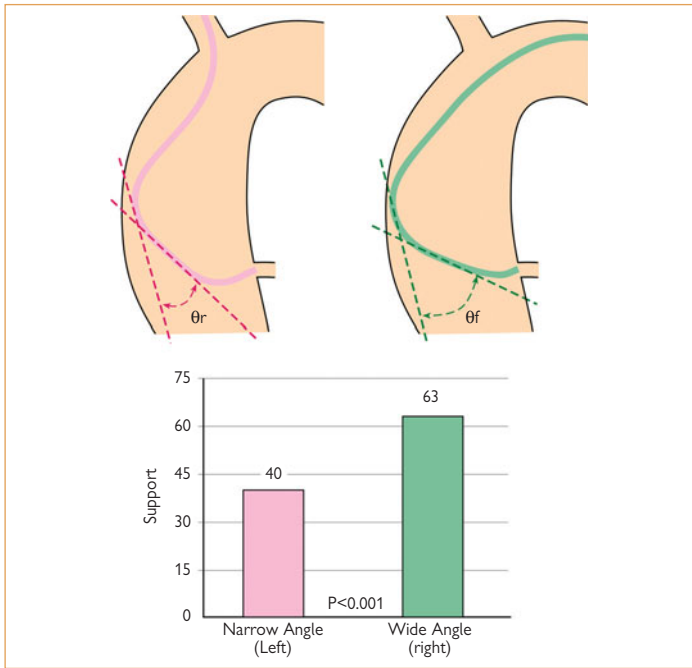 θr
θf
75
60
45
30
15
0
Support
40
63
P<0.001
Narrow Angle
(Left)
Wide Angle
(right)